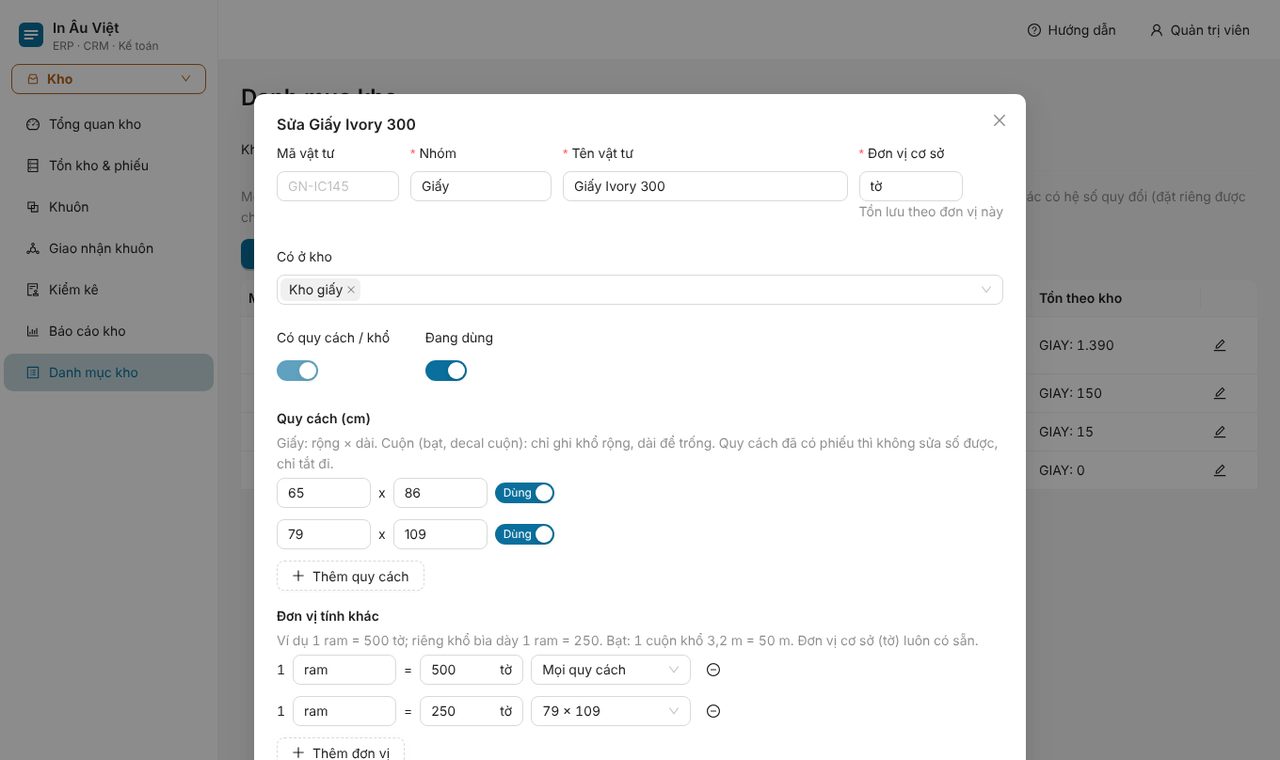 In Âu Việt
ERP · CRM · Kế toán
Hướng dẫn
Quản trị viên
Kho
Tổng quan kho
Tồn kho & phiếu
Khuôn
Giao nhận khuôn
Kiểm kê
Báo cáo kho
Danh mục kho
Danh mục kho
Sửa Giấy Ivory 300
Mã vật tư
* Nhóm
* Tên vật tư
* Đơn vị cơ sở
GN-IC145
Giấy
Giấy Ivory 300
tờ
Tồn lưu theo đơn vị này
ác có hệ số quy đổi (đặt riêng được
Có ở kho
Kho giấy
Tồn theo kho
GIAY: 1.390
GIAY: 150
GIAY: 15
GIAY: 0
Có quy cách / khổ
Đang dùng
Quy cách (cm)
Giấy: rộng × dài. Cuộn (bạt, decal cuộn): chỉ ghi khổ rộng, dài để trống. Quy cách đã có phiếu thì không sửa số được,
chỉ tắt đi.
65 x 86 Dùng
79 x 109 Dùng
+ Thêm quy cách
Đơn vị tính khác
Ví dụ 1 ram = 500 tờ; riêng khổ bìa dày 1 ram = 250. Bạt: 1 cuộn khổ 3,2 m = 50 m. Đơn vị cơ sở (tờ) luôn có sẵn.
1 ram = 500 tờ Mọi quy cách
1 ram = 250 tờ 79 × 109
+ Thêm đơn vị